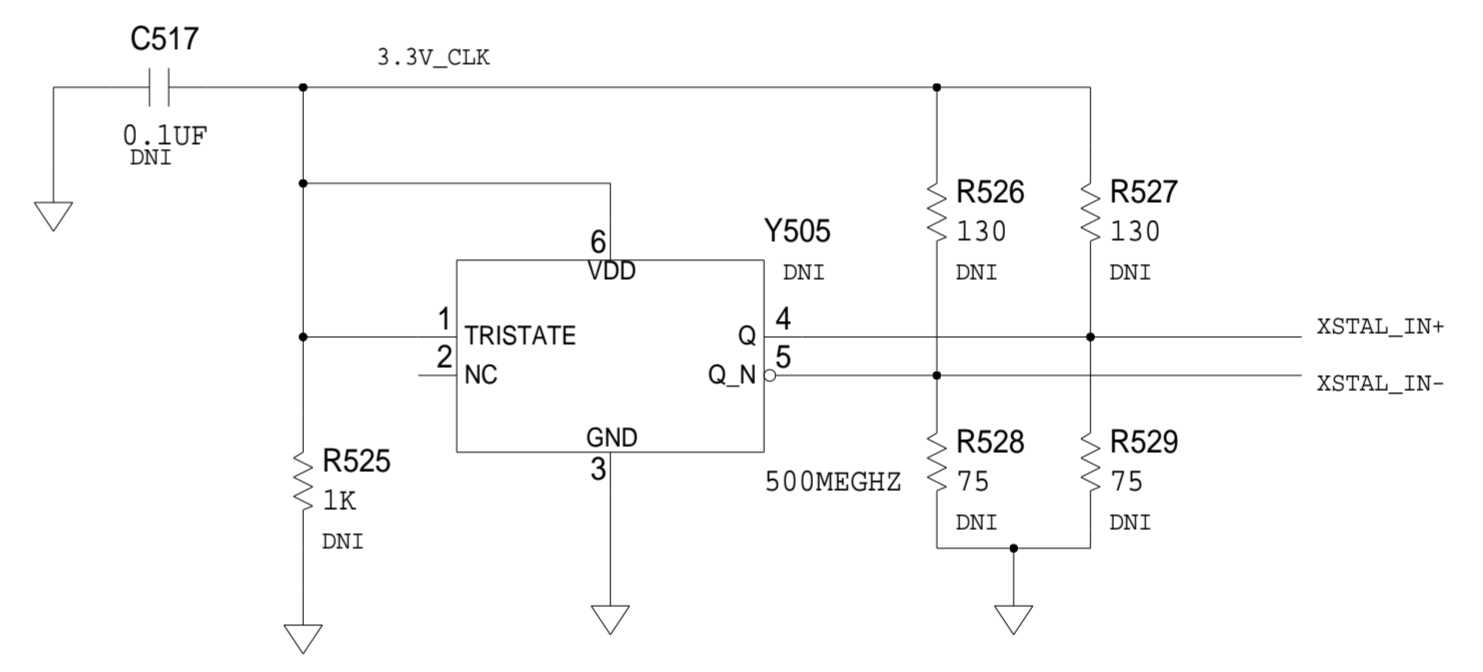 C517
3.3V_CLK
0.1UF
DNI
R526
130
DNI
R527
130
DNI
Y505
DNI
6
VDD
1
TRISTATE
2
NC
Q
4
Q_N
5
XSTAL_IN+
XSTAL_IN-
GND
3
500MEGHZ
R525
1K
DNI
R528
75
DNI
R529
75
DNI